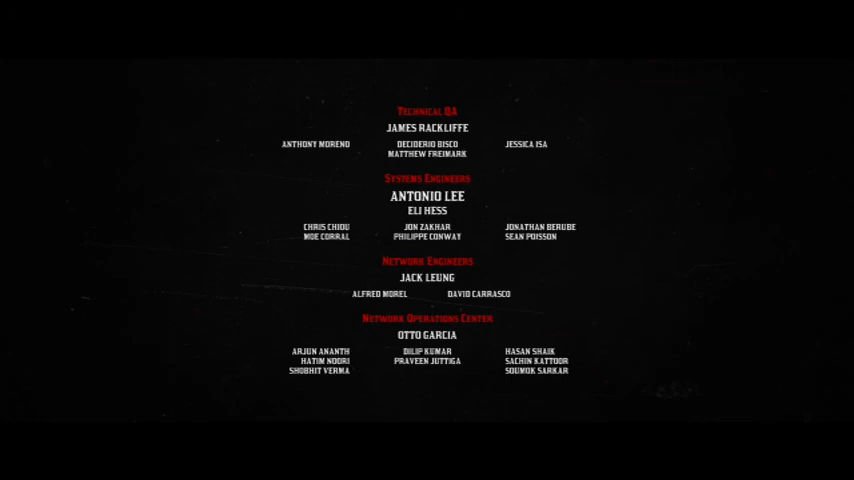 TECHNICAL QA
JAMES RACKLIFFE
ANTHONY MORENO DECIDERIO BISCO JESSICA ISA
MATTHEW FREIMARK
SYSTEMS ENGINEERS
ANTONIO LEE
ELI HESS
CHRIS CHIOU JON ZAKHAR JONATHAN BERUBE
MOE CORRAL PHILIPPE CONWAY SEAN POISSON
NETWORK ENGINEERS
JACK LEUNG
ALFRED MOREL DAVID CARRASCO
NETWORK OPERATIONS CENTER
OTTO GARCIA
ARJUN ANANTH DILIP KUMAR HASAN SHAIK
HATIM NOORI PRAVEEN JUTTIGA SACHIN KATTOOR
SHOBHIT VERMA SOUMOK SARKAR